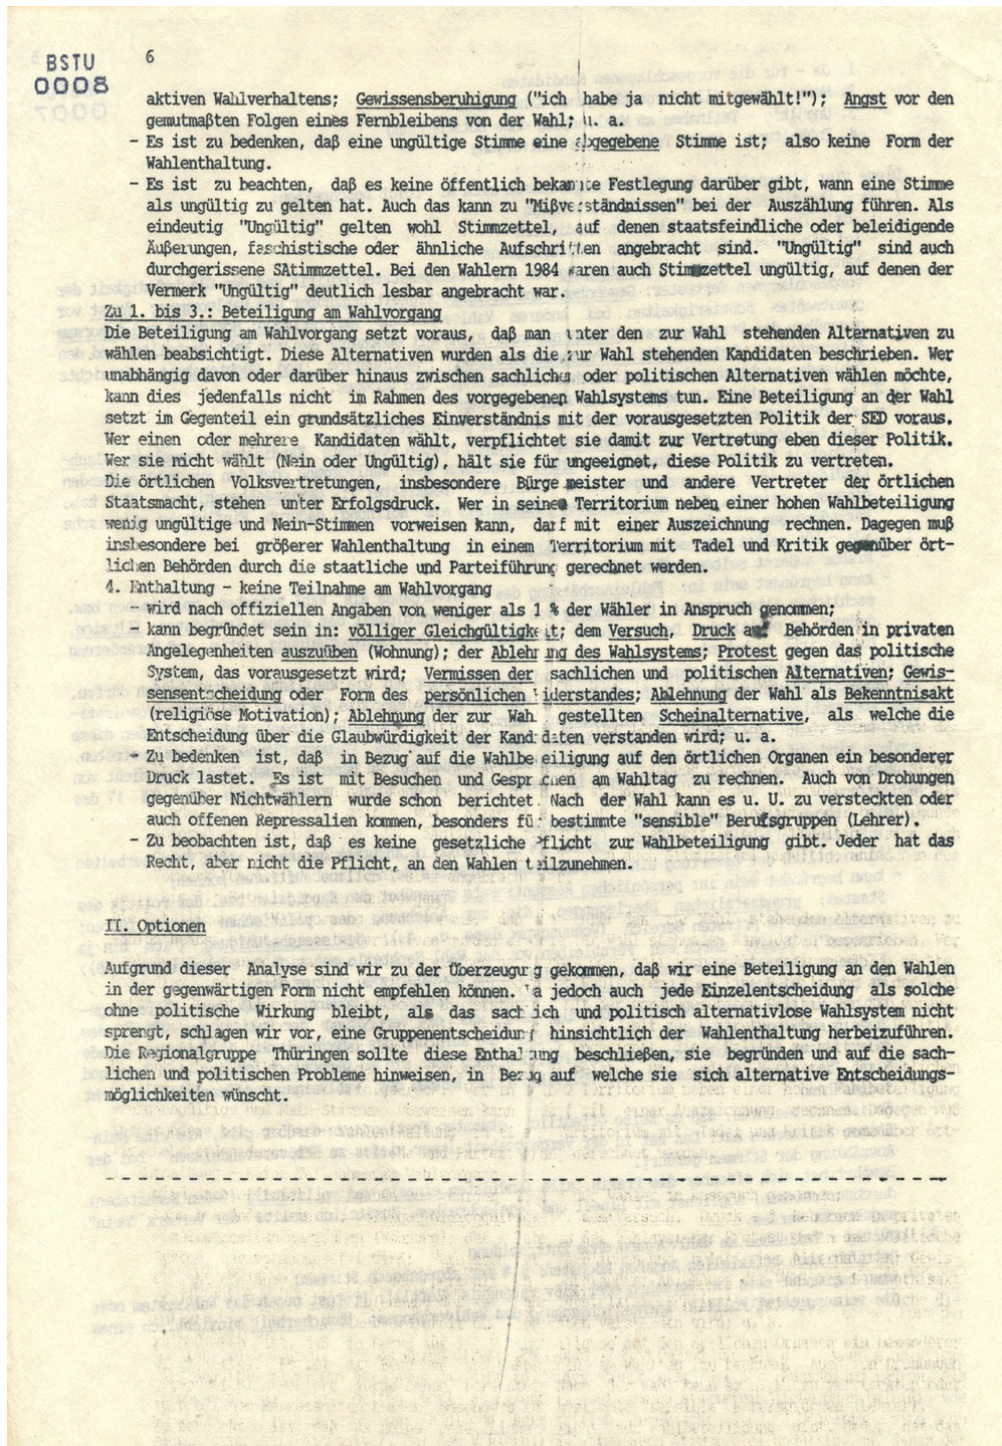 BSTU
0008
6
aktiven Wahlverhaltens; Gewissensberuhigung ("ich habe ja nicht mitgewählt!"); Angst vor den
gemutmaßten Folgen eines Fernbleibens von der Wahl; u. a.
- Es ist zu bedenken, daß eine ungültige Stimme eine abgegebene Stimme ist; also keine Form der
Wahlenthaltung.
- Es ist zu beachten, daß es keine öffentlich bekannte Festlegung darüber gibt, wann eine Stimme
als ungültig zu gelten hat. Auch das kann zu "Mißverständnissen" bei der Auszählung führen. Als
eindeutig "Ungültig" gelten wohl Stimmzettel, auf denen staatsfeindliche oder beleidigende
Äußerungen, faschistische oder ähnliche Aufschriften angebracht sind. "Ungültig" sind auch
durchgerissene SAtimmzettel. Bei den Wahlern 1984 waren auch Stimmzettel ungültig, auf denen der
Vermerk "Ungültig" deutlich lesbar angebracht war.
Zu 1. bis 3.: Beteiligung am Wahlvorgang
Die Beteiligung am Wahlvorgang setzt voraus, daß man unter den zur Wahl stehenden Alternativen zu
wählen beabsichtigt. Diese Alternativen wurden als die zur Wahl stehenden Kandidaten beschrieben. Wer
unabhängig davon oder darüber hinaus zwischen sachlichen oder politischen Alternativen wählen möchte,
kann dies jedenfalls nicht im Rahmen des vorgegebenen Wahlsystems tun. Eine Beteiligung an der Wahl
setzt im Gegenteil ein grundsätzliches Einverständnis mit der vorausgesetzten Politik der SED voraus.
Wer einen oder mehrere Kandidaten wählt, verpflichtet sie damit zur Vertretung eben dieser Politik.
Wer sie nicht wählt (Nein oder Ungültig), hält sie für ungeeignet, diese Politik zu vertreten.
Die örtlichen Volksvertretungen, insbesondere Bürgermeister und andere Vertreter der örtlichen
Staatsmacht, stehen unter Erfolgsdruck. Wer in seinem Territorium neben einer hohen Wahlbeteiligung
wenig ungültige und Nein-Stimmen vorweisen kann, darf mit einer Auszeichnung rechnen. Dagegen muß
insbesondere bei größerer Wahlenthaltung in einem Territorium mit Tadel und Kritik gegenüber ört-
lichen Behörden durch die staatliche und Parteiführung gerechnet werden.
4. Enthaltung - keine Teilnahme am Wahlvorgang
- wird nach offiziellen Angaben von weniger als 1 % der Wähler in Anspruch genommen;
- kann begründet sein in: völliger Gleichgültigkeit; dem Versuch, Druck auf Behörden in privaten
Angelegenheiten auszuüben (Wohnung); der Ablehnung des Wahlsystems; Protest gegen das politische
System, das vorausgesetzt wird; Vermissen der sachlichen und politischen Alternativen; Gewis-
sensentscheidung oder Form des persönlichen Widerstandes; Ablehnung der Wahl als Bekenntnisakt
(religiöse Motivation); Ablehnung der zur Wahl gestellten Scheinalternative, als welche die
Entscheidung über die Glaubwürdigkeit der Kandidaten verstanden wird; u. a.
- Zu bedenken ist, daß in Bezug auf die Wahlbeteiligung auf den örtlichen Organen ein besonderer
Druck lastet. Es ist mit Besuchen und Gesprächen am Wahltag zu rechnen. Auch von Drohungen
gegenüber Nichtwählern wurde schon berichtet. Nach der Wahl kann es u. U. zu versteckten oder
auch offenen Repressalien kommen, besonders für bestimmte "sensible" Berufsgruppen (Lehrer).
- Zu beobachten ist, daß es keine gesetzliche Pflicht zur Wahlbeteiligung gibt. Jeder hat das
Recht, aber nicht die Pflicht, an den Wahlen teilzunehmen.
II. Optionen
Aufgrund dieser Analyse sind wir zu der Überzeugung gekommen, daß wir eine Beteiligung an den Wahlen
in der gegenwärtigen Form nicht empfehlen können. Da jedoch auch jede Einzelentscheidung als solche
ohne politische Wirkung bleibt, als das sachlich und politisch alternativlose Wahlsystem nicht
sprengt, schlagen wir vor, eine Gruppenentscheidung hinsichtlich der Wahlenthaltung herbeizuführen.
Die Regionalgruppe Thüringen sollte diese Enthaltung beschließen, sie begründen und auf die sach-
lichen und politischen Probleme hinweisen, in Bezug auf welche sie sich alternative Entscheidungs-
möglichkeiten wünscht.